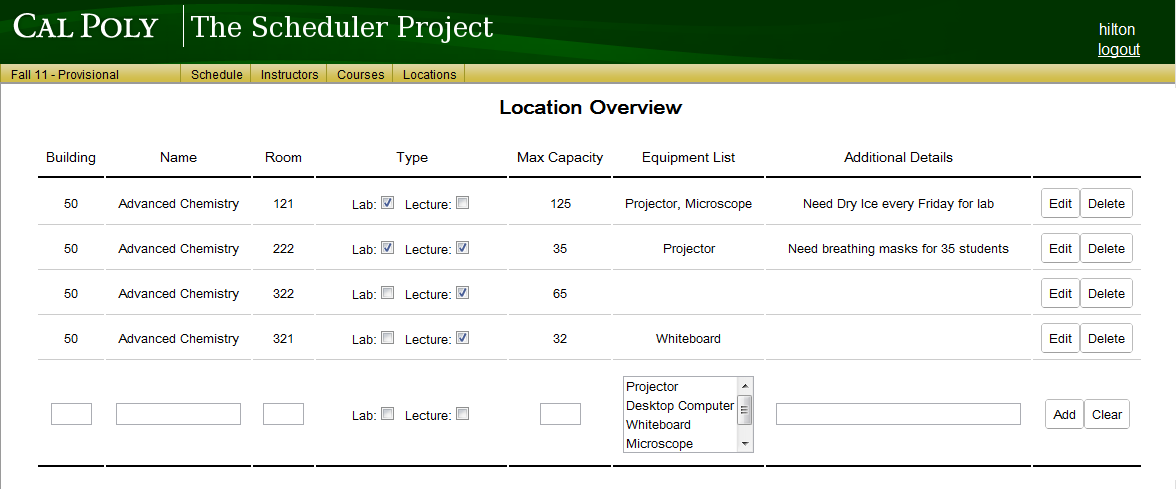 CAL POLY The Scheduler Project
hilton
logout
Fall 11 - Provisional Schedule Instructors Courses Locations
Location Overview
Building Name Room Type Max Capacity Equipment List Additional Details
50 Advanced Chemistry 121 Lab: Lecture: 125 Projector, Microscope Need Dry Ice every Friday for lab Edit Delete
50 Advanced Chemistry 222 Lab: Lecture: 35 Projector Need breathing masks for 35 students Edit Delete
50 Advanced Chemistry 322 Lab: Lecture: 65 Edit Delete
50 Advanced Chemistry 321 Lab: Lecture: 32 Whiteboard Edit Delete
Projector
Desktop Computer
Lab: Lecture: Add Clear
Whiteboard
Microscope